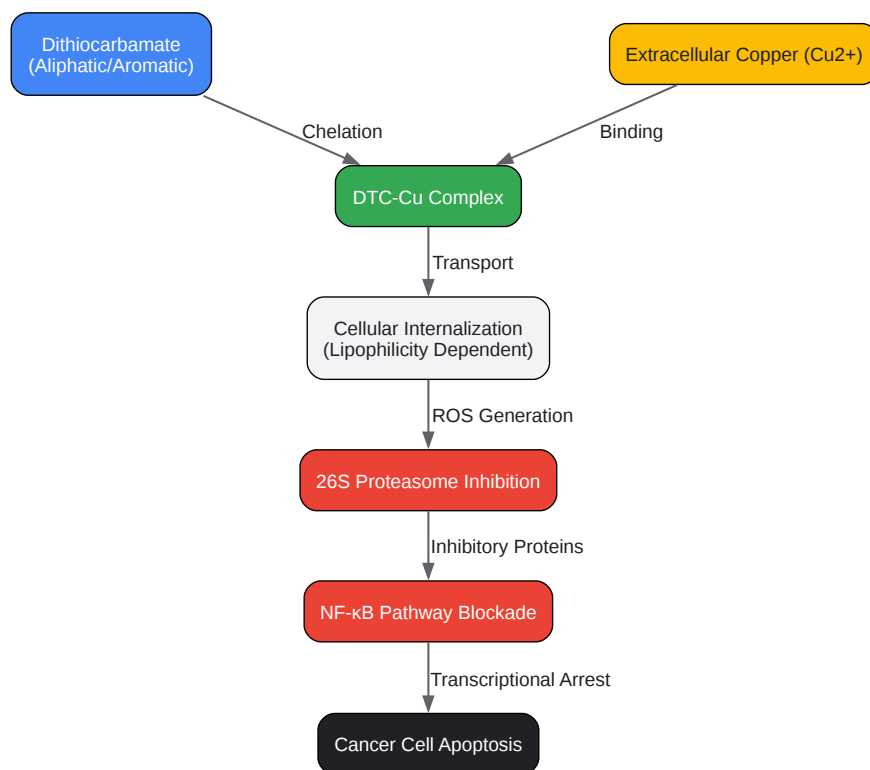 Dithiocarbamate
(Aliphatic/Aromatic)
Extracellular Copper (Cu2+)
Chelation
Binding
DTC-Cu Complex
Transport
Cellular Internalization
(Lipophilicity Dependent)
ROS Generation
26S Proteasome Inhibition
Inhibitory Proteins
NF-κB Pathway Blockade
Transcriptional Arrest
Cancer Cell Apoptosis